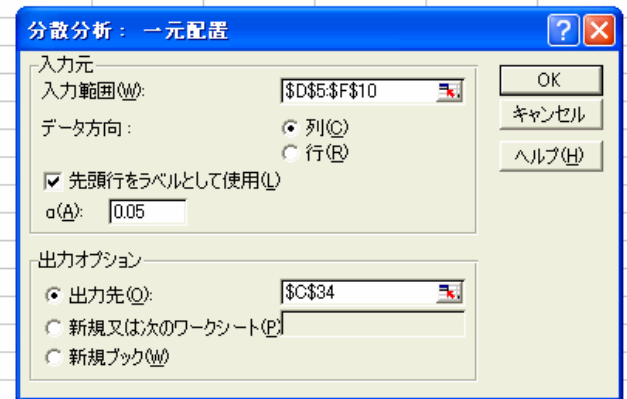 分散分析： 一元配置
入力元
入力範囲(W): $D$5:$F$10
データ方向： 列(C)
行(R)
先頭行をラベルとして使用(L)
α(A): 0.05
出力オプション
出力先(O): $C$34
新規又は次のワークシート(P)
新規ブック(W)
OK
キャンセル
ヘルプ(H)